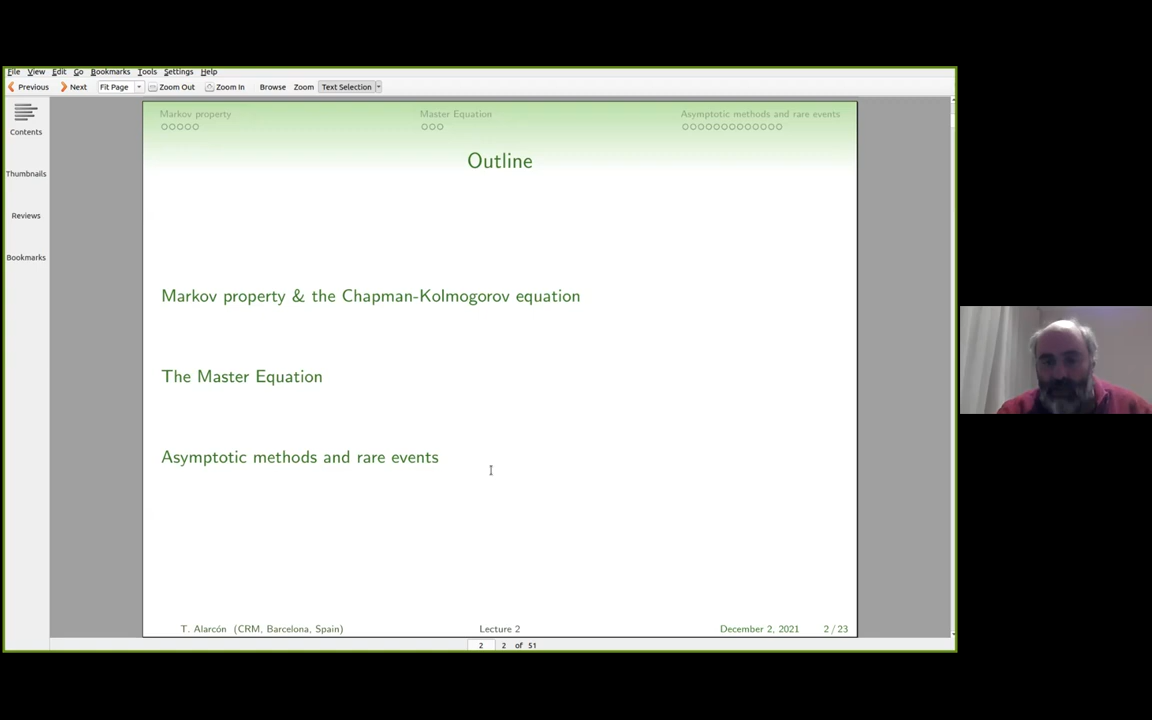 File View Edit Go Bookmarks Tools Settings Help
Previous Next Fit Page Zoom Out Zoom In Browse Zoom Text Selection
Contents
Thumbnails
Reviews
Bookmarks
Markov property Master Equation Asymptotic methods and rare events
Outline
Markov property & the Chapman-Kolmogorov equation
The Master Equation
Asymptotic methods and rare events
T. Alarcón (CRM, Barcelona, Spain) Lecture 2 December 2, 2021 2 / 23
2 2 of 51